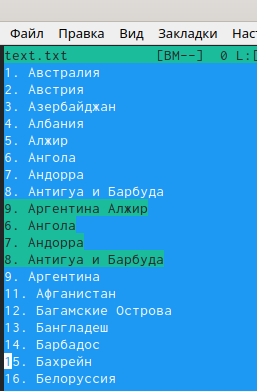 Файл Правка Вид Закладки
text.txt [BM--] 0 L:[
1. Австралия
2. Австрия
3. Азербайджан
4. Албания
5. Алжир
6. Ангола
7. Андорра
8. Антигуа и Барбуда
9. Аргентина Алжир
6. Ангола
7. Андорра
8. Антигуа и Барбуда
9. Аргентина
11. Афганистан
12. Багамские Острова
13. Бангладеш
14. Барбадос
15. Бахрейн
16. Белоруссия